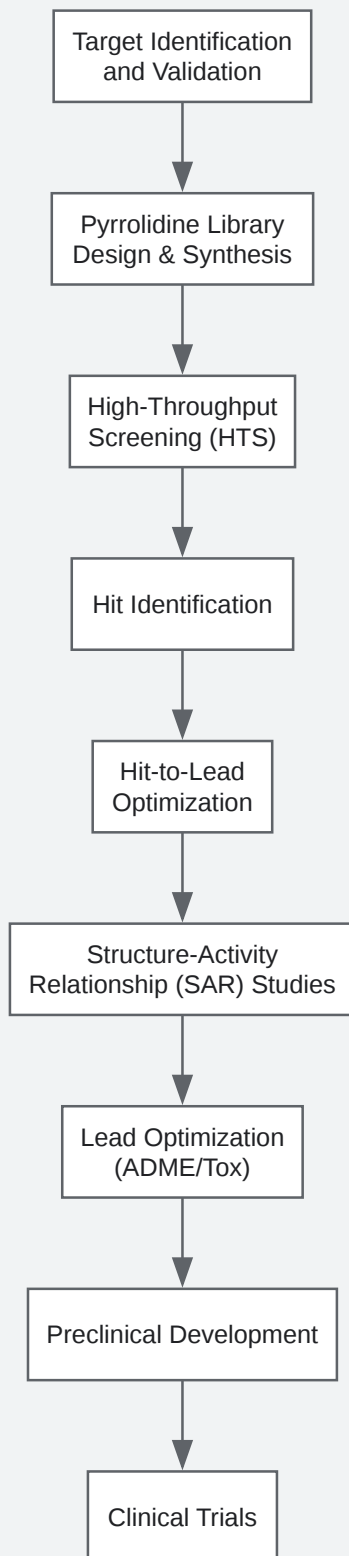 Target Identification
and Validation
Pyrrolidine Library
Design & Synthesis
High-Throughput
Screening (HTS)
Hit Identification
Hit-to-Lead
Optimization
Structure-Activity
Relationship (SAR) Studies
Lead Optimization
(ADME/Tox)
Preclinical Development
Clinical Trials